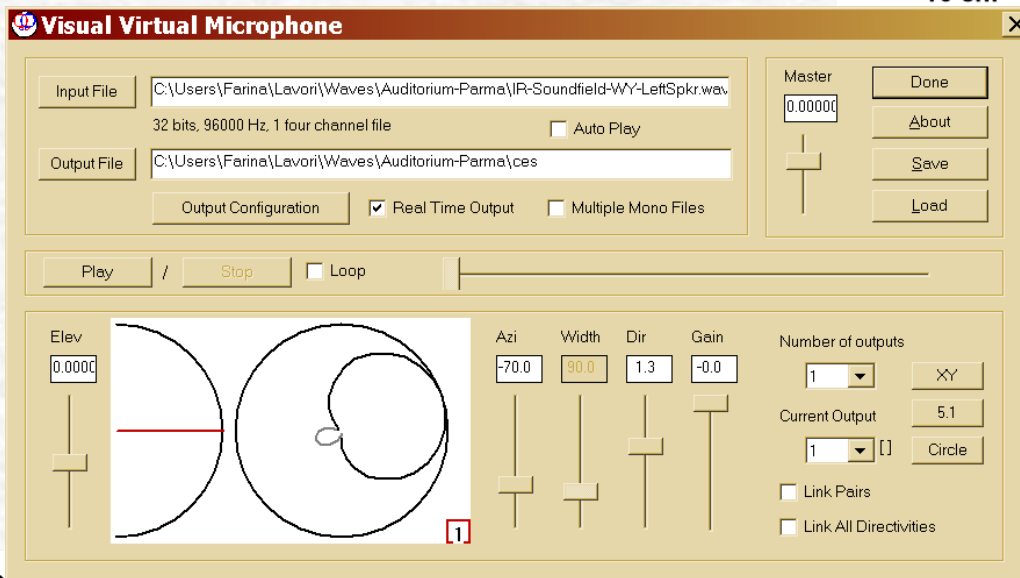 Visual Virtual Microphone
Input File C:\Users\Farina\Lavori\Waves\Auditorium-Parma\IR-Soundfield-WY-LeftSpkr.wav
32 bits, 96000 Hz, 1 four channel file Auto Play
Output File C:\Users\Farina\Lavori\Waves\Auditorium-Parma\ces
Output Configuration Real Time Output Multiple Mono Files
Master Done
0.0000 About
Save
Load
Play / Stop Loop
Elev Azi Width Dir Gain Number of outputs
0.000 -70.0 90.0 1.3 -0.0 1 XY
Current Output 5.1
1 [] Circle
Link Pairs
[1] Link All Directivities